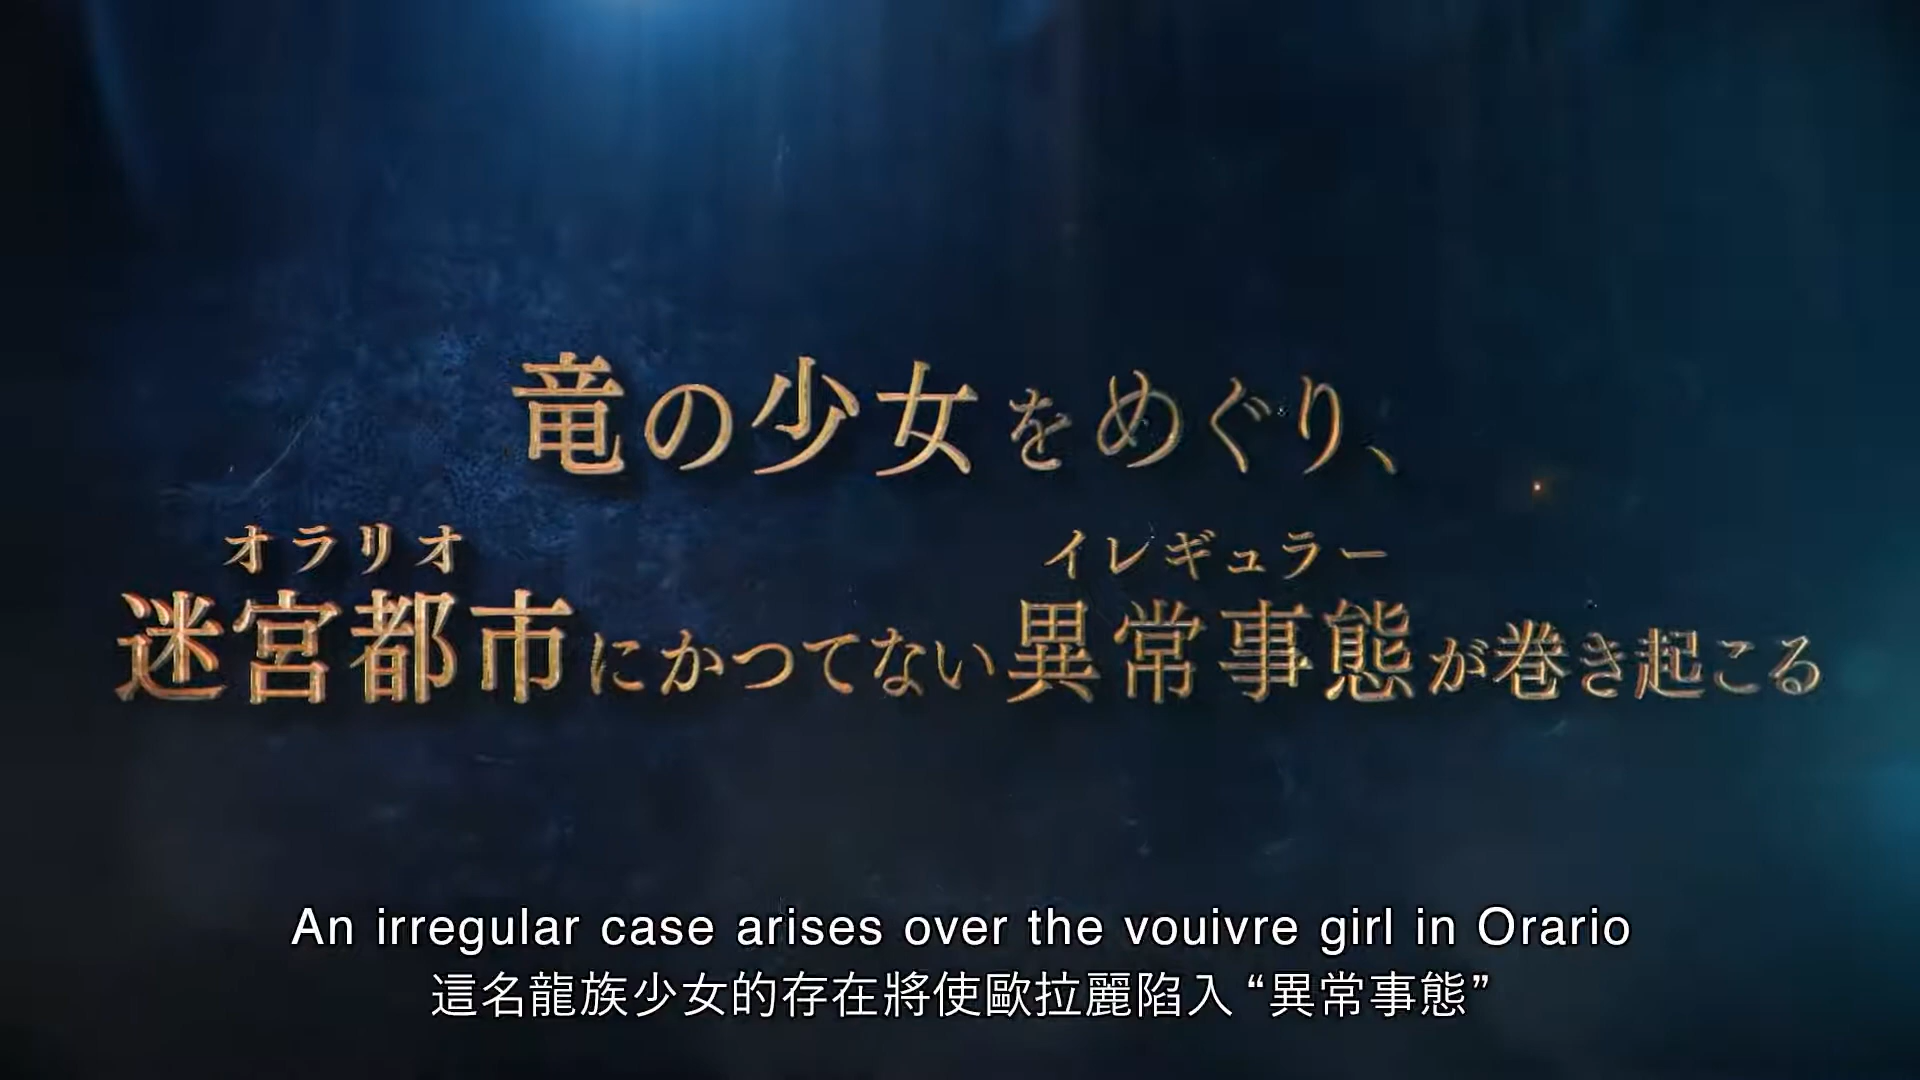 竜の少女をめぐり、
オラリオ イレギュラー
迷宮都市にかつてない異常事態が巻き起こる
An irregular case arises over the vouivre girl in Orario
這名龍族少女的存在將使歐拉麗陷入“異常事態”